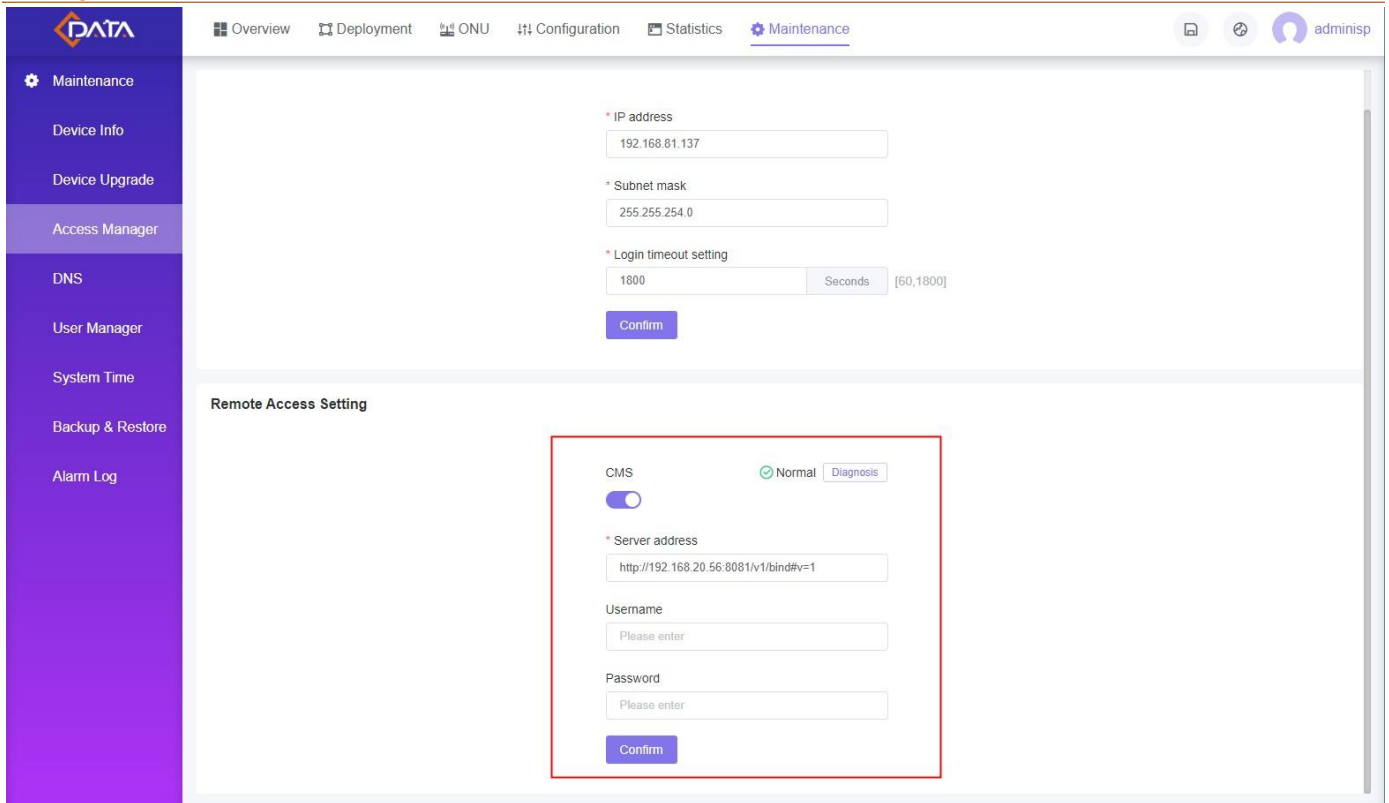 DATA
Overview
Deployment
ONU
Configuration
Statistics
Maintenance
adminisp
Maintenance
Device Info
Device Upgrade
Access Manager
DNS
User Manager
System Time
Backup & Restore
Alarm Log
* IP address
192.168.81.137
* Subnet mask
255.255.254.0
* Login timeout setting
1800 Seconds [60,1800]
Confirm
Remote Access Setting
CMS Normal Diagnosis
* Server address
http://192.168.20.56:8081/v1/bind#v=1
Username
Please enter
Password
Please enter
Confirm